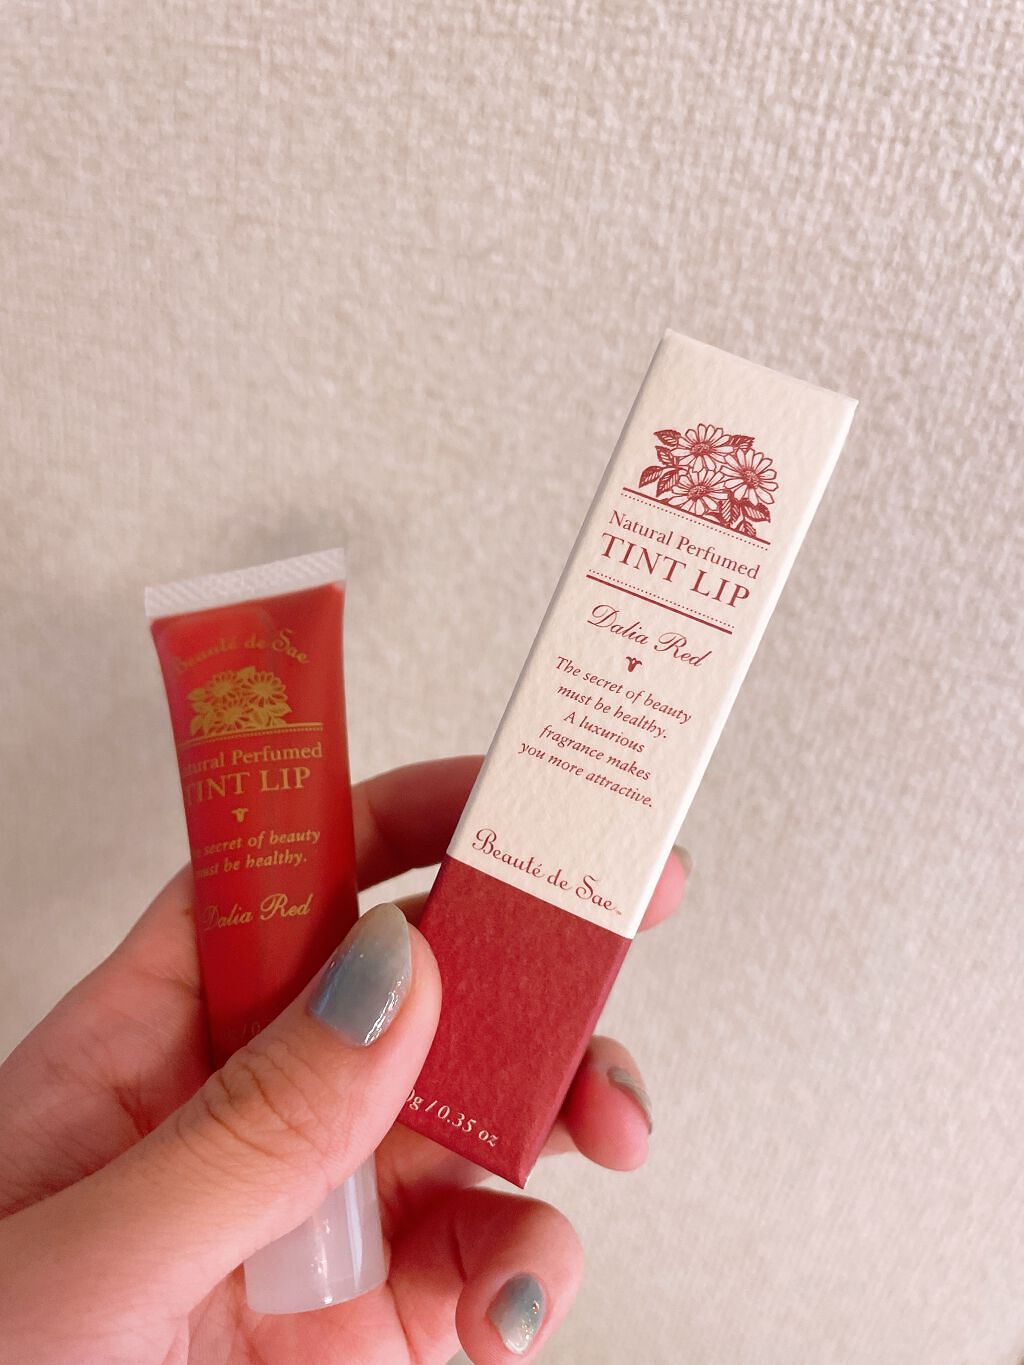 Beauté de Sae
Natural Perfumed
TINT LIP
secret of beauty
must be healthy.
Dalia Red
Natural Perfumed
TINT LIP
Dalia Red
The secret of beauty
must be healthy.
A luxurious
fragrance makes
you more attractive.
Beauté de Sae
g / 0.35 oz